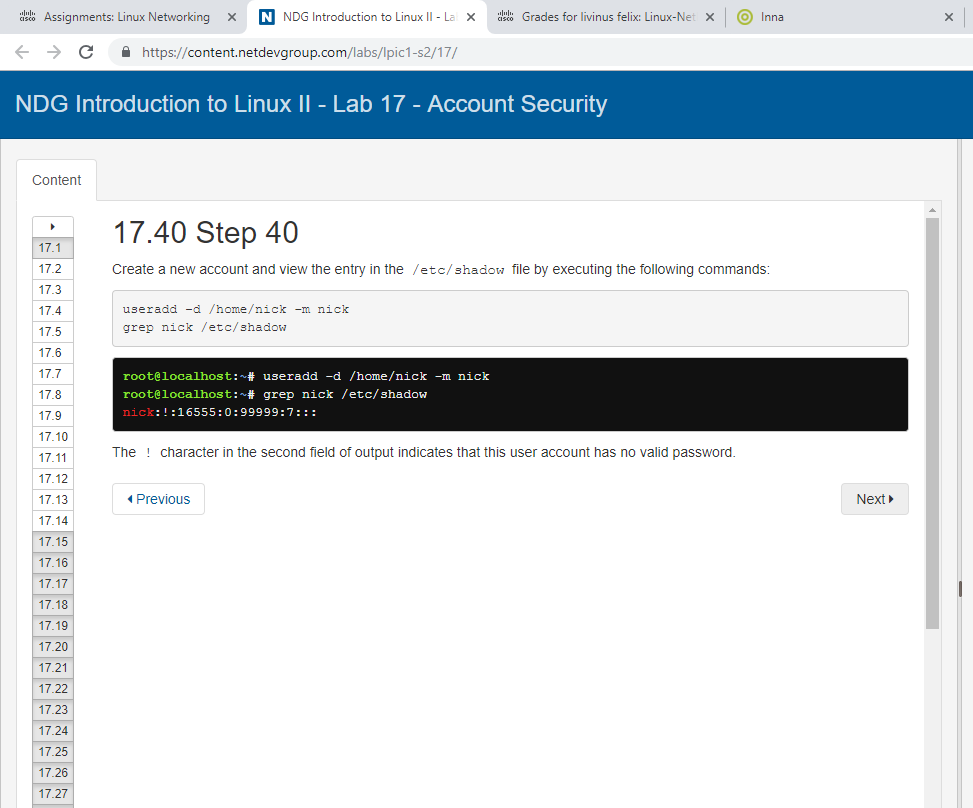 Assignments: Linux Networking
NDG Introduction to Linux II - La
Grades for livinus felix: Linux-Net
Inna
https://content.netdevgroup.com/labs/lpic1-s2/17/
NDG Introduction to Linux II - Lab 17 - Account Security
Content
17.1
17.2
17.3
17.4
17.5
17.6
17.7
17.8
17.9
17.10
17.11
17.12
17.13
17.14
17.15
17.16
17.17
17.18
17.19
17.20
17.21
17.22
17.23
17.24
17.25
17.26
17.27
17.40 Step 40
Create a new account and view the entry in the /etc/shadow file by executing the following commands:
useradd -d /home/nick -m nick
grep nick /etc/shadow
root@localhost:~# useradd -d /home/nick -m nick
root@localhost:~# grep nick /etc/shadow
nick:!:16555:0:99999:7:::
The ! character in the second field of output indicates that this user account has no valid password.
Previous
Next